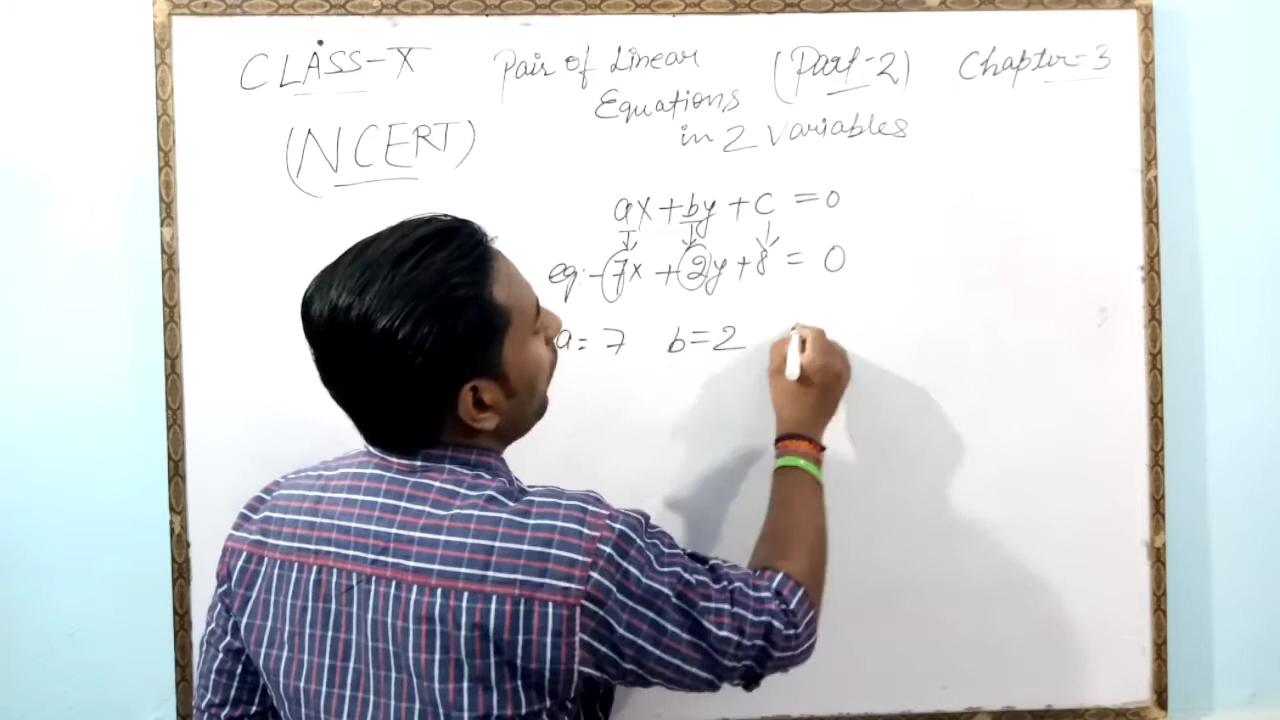 CLASS-X Pair of Linear (Part-2) Chapter-3
Equations
in 2 Variables
(NCERT)
ax + by + c = 0
eq:- 7x + 2y + 8 = 0
a = 7 b = 2